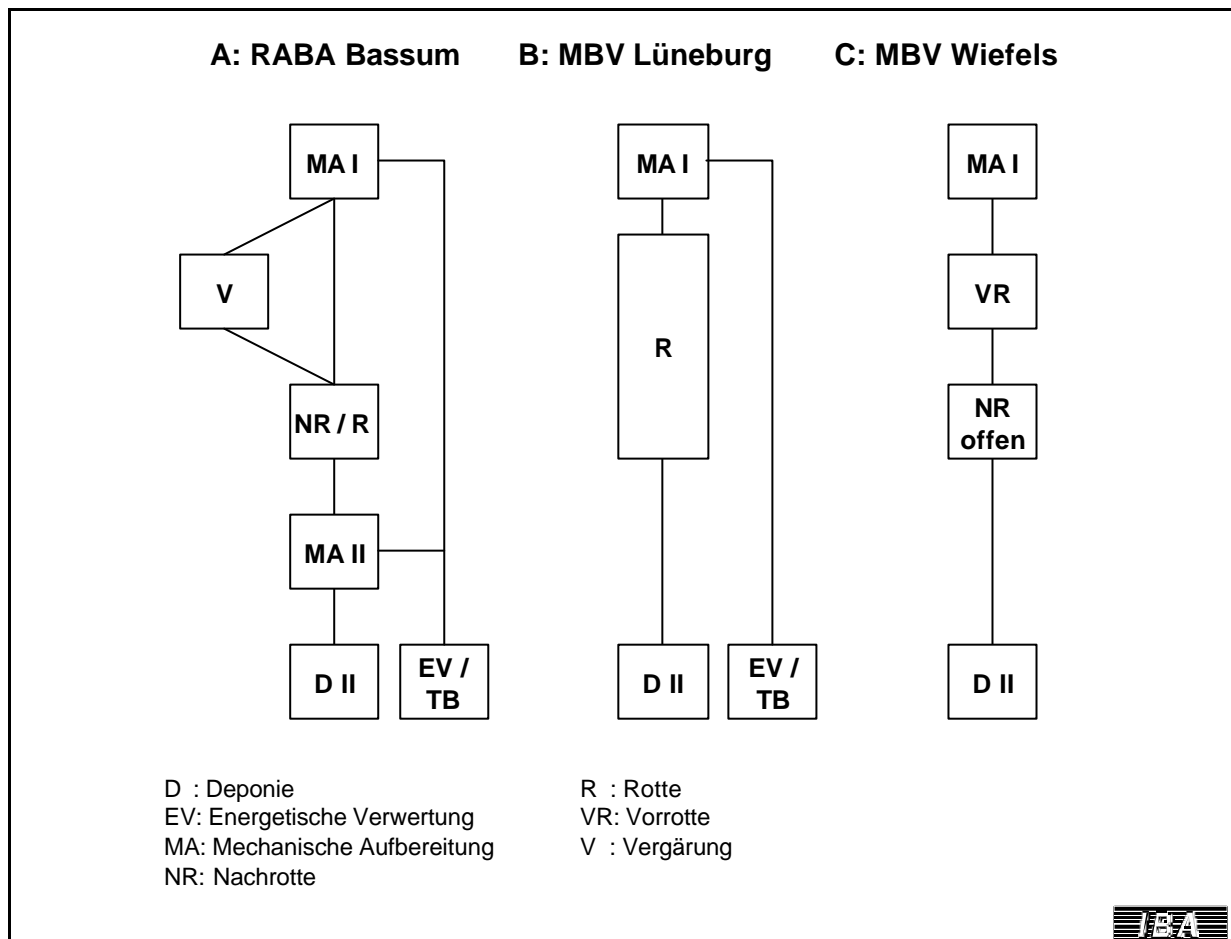 A: RABA Bassum
B: MBV Lüneburg
C: MBV Wiefels
MA I
V
NR / R
MA II
D II
EV /
TB
MA I
R
D II
EV /
TB
MA I
VR
NR
offen
D II
D : Deponie
EV: Energetische Verwertung
MA: Mechanische Aufbereitung
NR: Nachrotte
R : Rotte
VR: Vorrotte
V : Vergärung
IBA